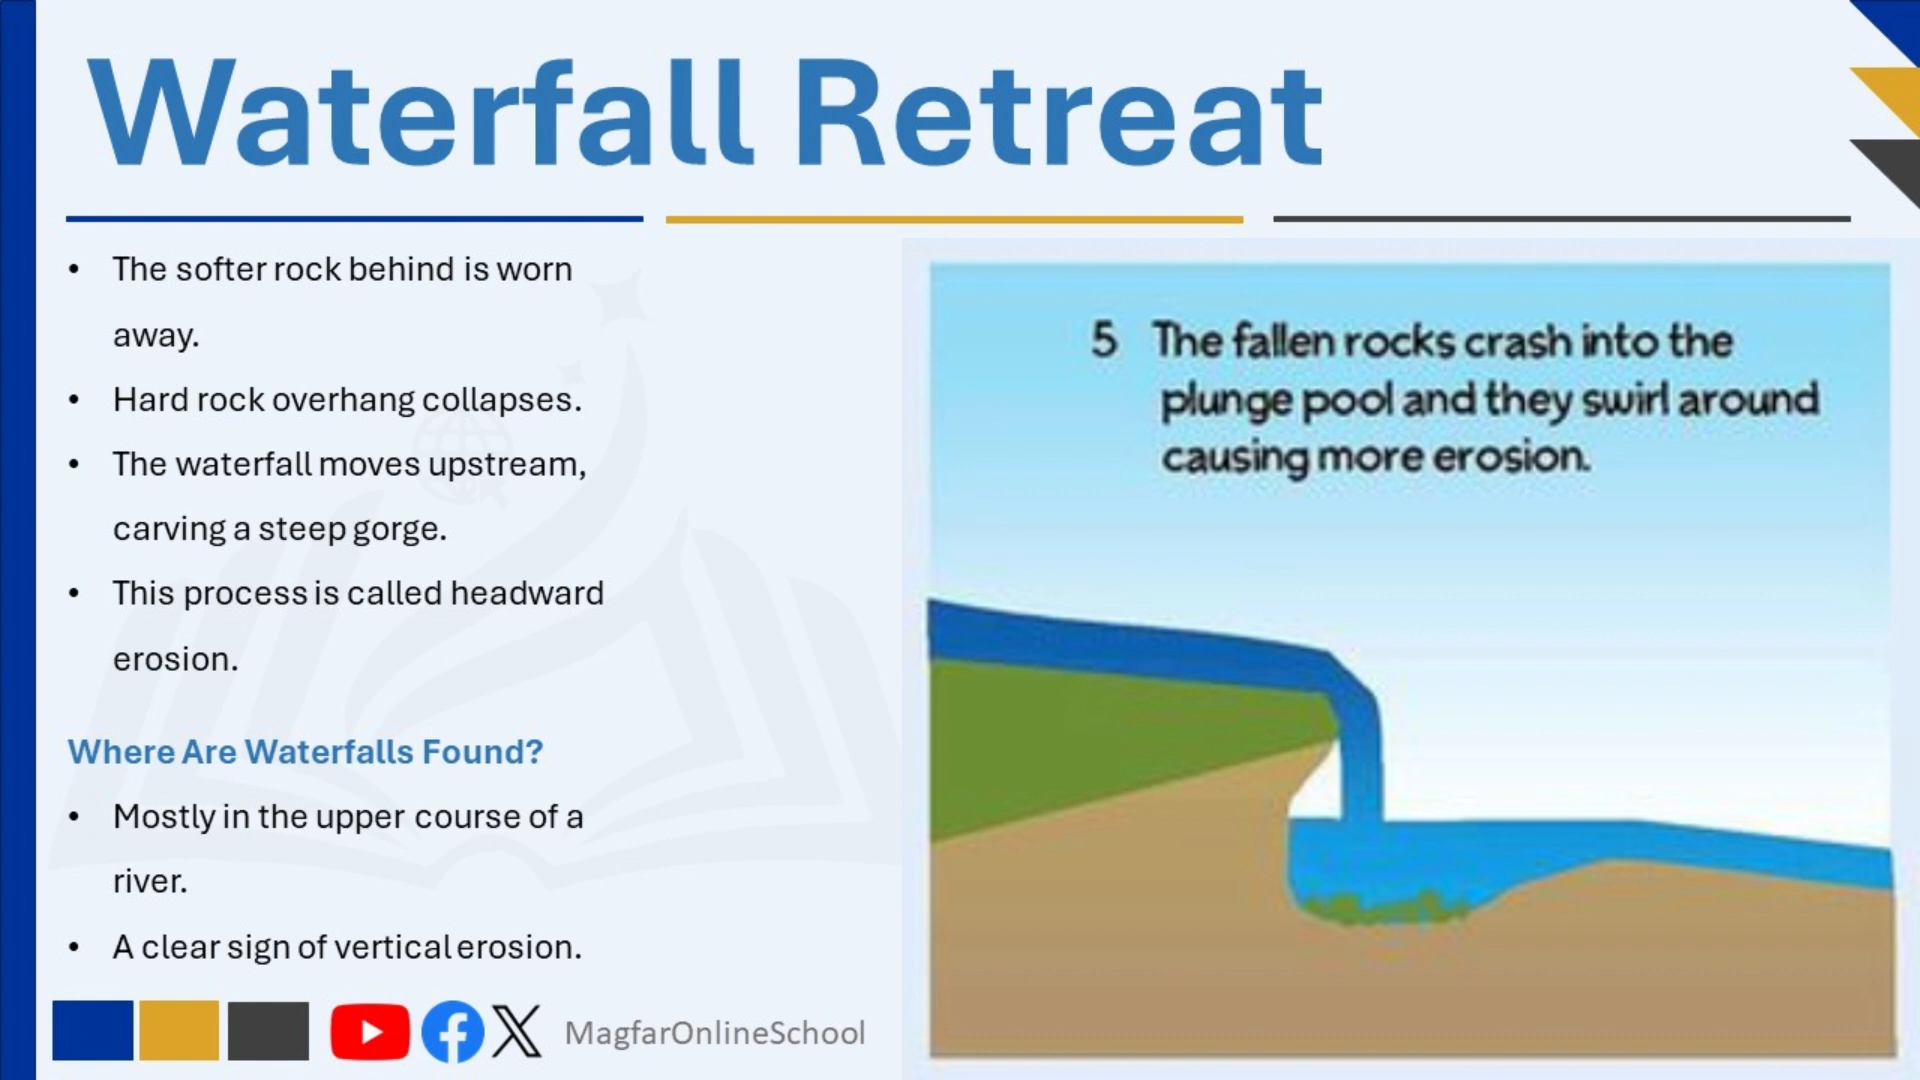 Waterfall Retreat
• The softer rock behind is worn
away.
• Hard rock overhang collapses.
• The waterfall moves upstream,
carving a steep gorge.
• This process is called headward
erosion.
Where Are Waterfalls Found?
• Mostly in the upper course of a
river.
• A clear sign of vertical erosion.
MagfarOnlineSchool
5 The fallen rocks crash into the
plunge pool and they swirl around
causing more erosion.